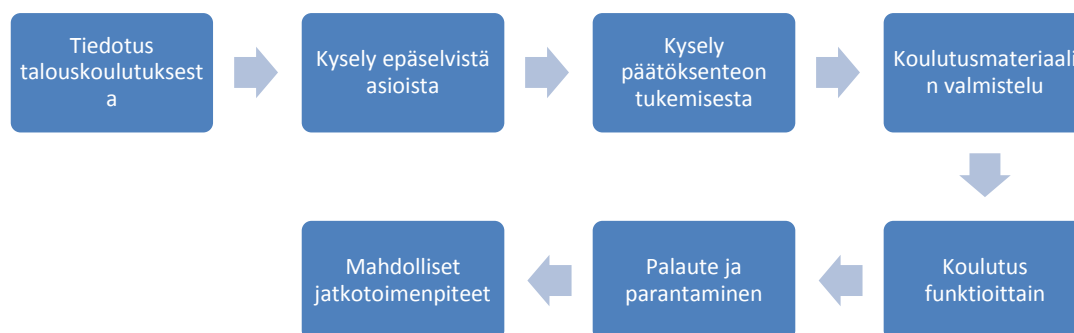 Tiedotus
talouskoulutuksest
a
Kysely epäselvistä
asioista
Kysely
päätöksenteon
tukemisesta
Koulutusmateriaali
n valmistelu
Koulutus
funktioittain
Palaute ja
parantaminen
Mahdolliset
jatkotoimenpiteet